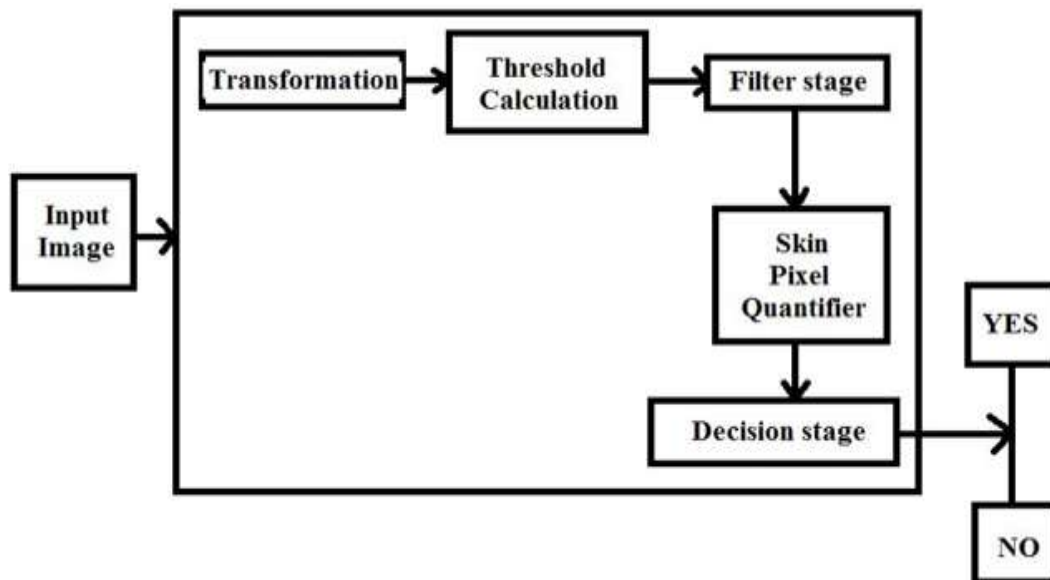 Input
Image
Transformation
Threshold
Calculation
Filter stage
Skin
Pixel
Quantifier
Decision stage
YES
NO